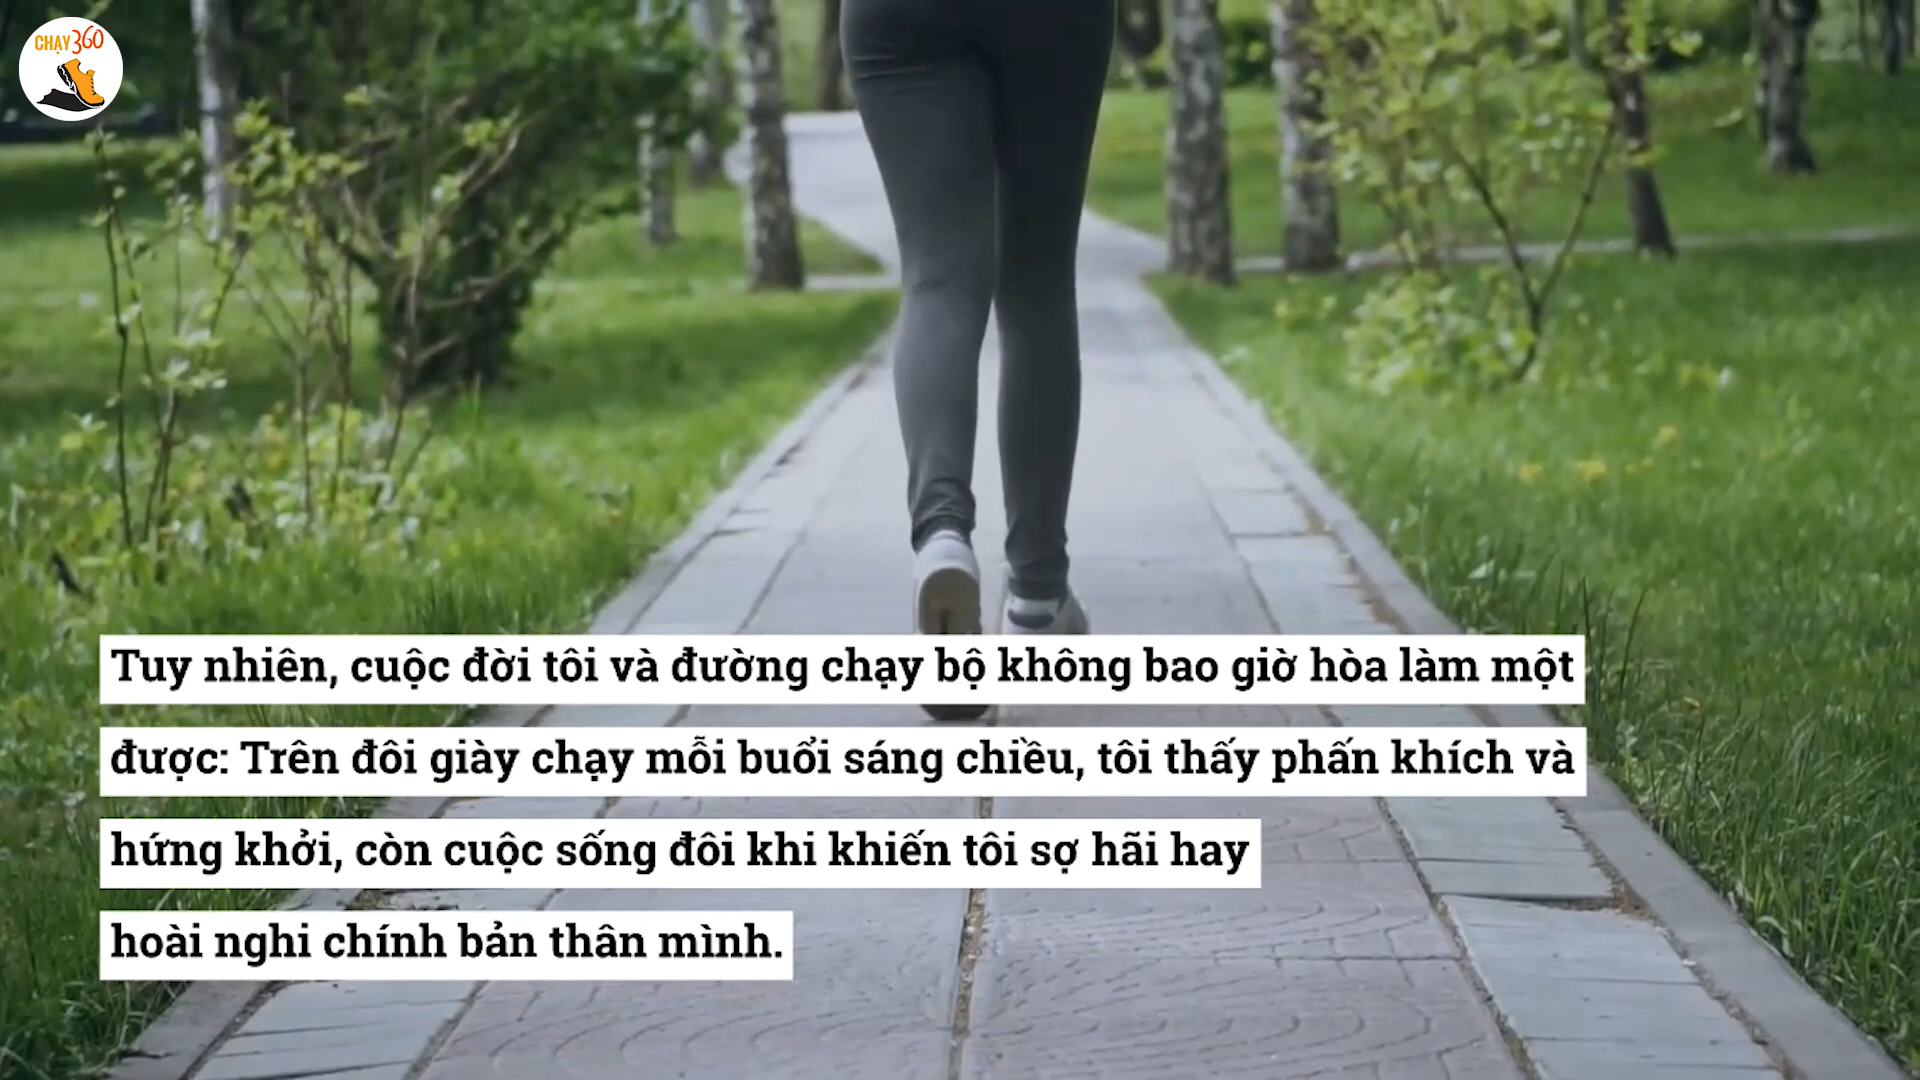 CHẠY 360
Tuy nhiên, cuộc đời tôi và đường chạy bộ không bao giờ hòa làm một
được: Trên đôi giày chạy mỗi buổi sáng chiều, tôi thấy phấn khích và
hứng khởi, còn cuộc sống đôi khi khiến tôi sợ hãi hay
hoài nghi chính bản thân mình.